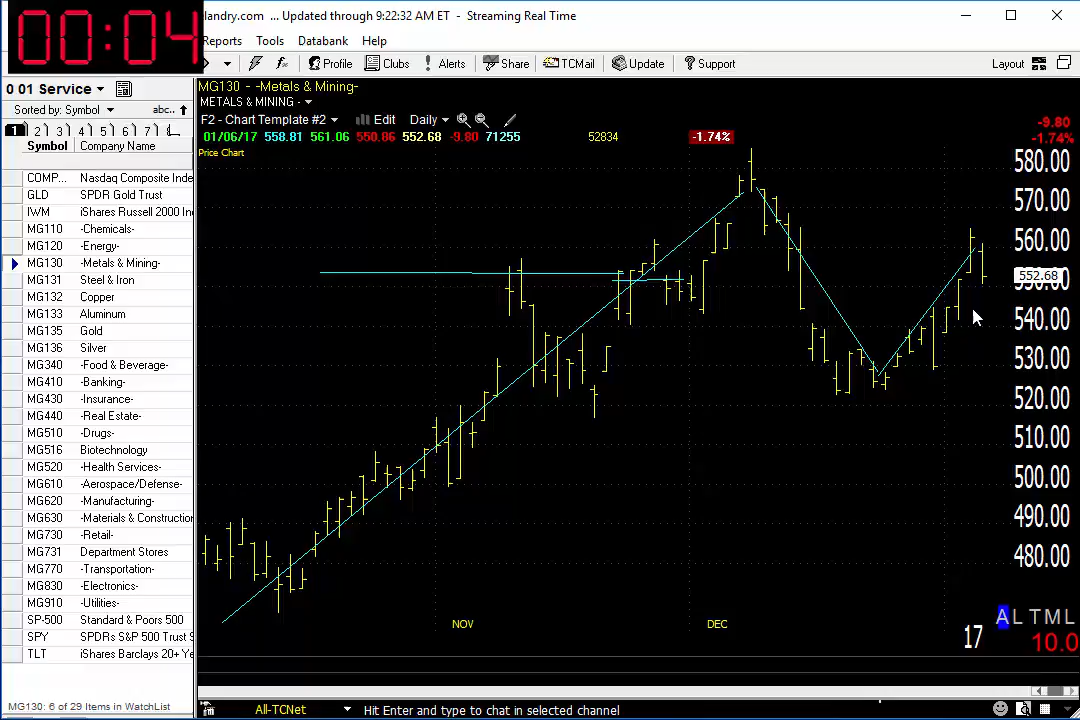 00:04
landry.com ... Updated through 9:22:32 AM ET - Streaming Real Time
Reports Tools Databank Help
Profile Clubs Alerts Share TCMail Update Support Layout
0 01 Service
Sorted by: Symbol abc..
1 2 3 4 5 6 7
Symbol Company Name
COMP... Nasdaq Composite Inde
GLD SPDR Gold Trust
IWM iShares Russell 2000 In
MG110 -Chemicals-
MG120 -Energy-
MG130 -Metals & Mining-
MG131 Steel & Iron
MG132 Copper
MG133 Aluminum
MG135 Gold
MG136 Silver
MG340 -Food & Beverage-
MG410 -Banking-
MG430 -Insurance-
MG440 -Real Estate-
MG510 -Drugs-
MG516 Biotechnology
MG520 -Health Services-
MG610 -Aerospace/Defense-
MG620 -Manufacturing-
MG630 -Materials & Construction
MG730 -Retail-
MG731 Department Stores
MG770 -Transportation-
MG830 -Electronics-
MG910 -Utilities-
SP-500 Standard & Poors 500
SPY SPDRs S&P 500 Trust S
TLT iShares Barclays 20+ Ye
MG130: 6 of 29 Items in WatchList
MG130 - -Metals & Mining-
METALS & MINING -
F2 - Chart Template #2 Edit Daily
01/06/17 558.81 561.06 550.86 552.68 -9.80 71255 52834 -1.74%
Price Chart
-9.80
-1.74%
580.00
570.00
560.00
552.68
550.00
540.00
530.00
520.00
510.00
500.00
490.00
480.00
NOV DEC 17
A L T M L
10.0
All-TCNet Hit Enter and type to chat in selected channel